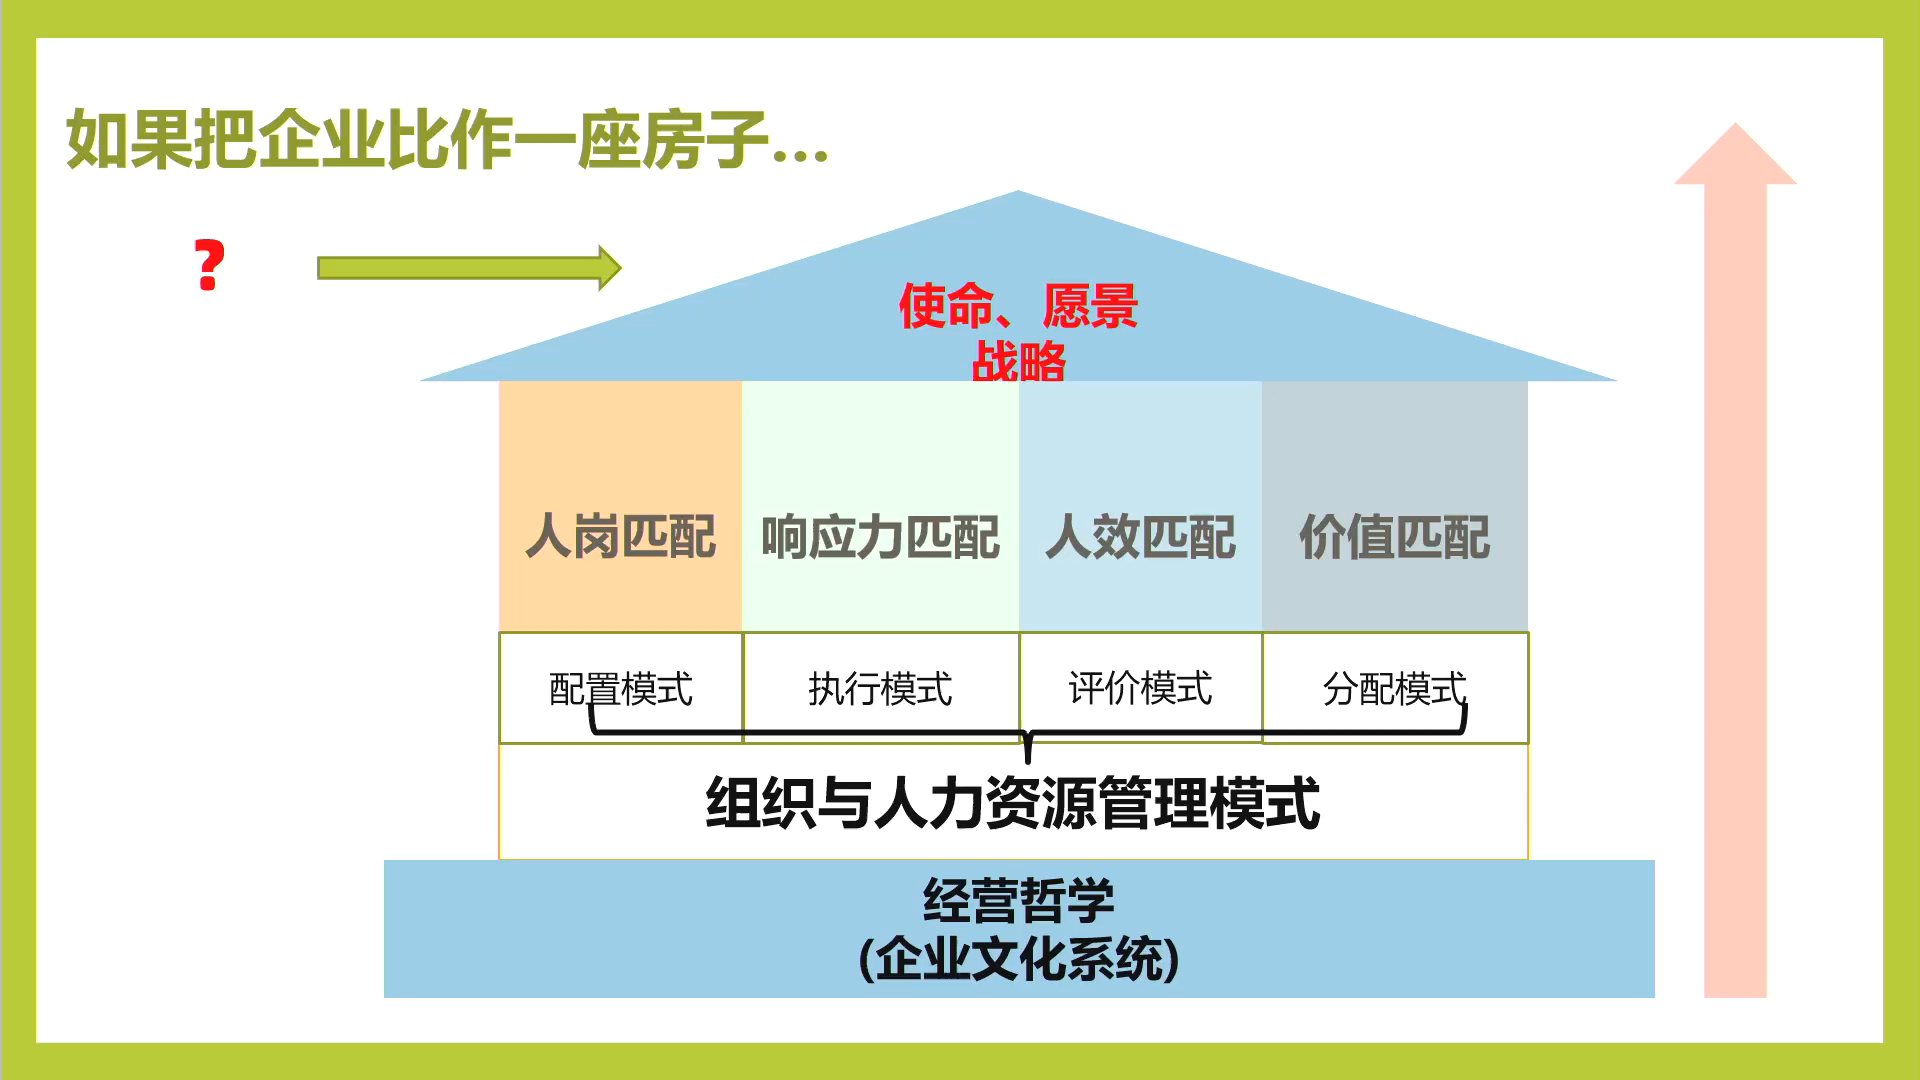 如果把企业比作一座房子...
?
使命、愿景
战略
人岗匹配
响应力匹配
人效匹配
价值匹配
配置模式
执行模式
评价模式
分配模式
组织与人力资源管理模式
经营哲学
(企业文化系统)